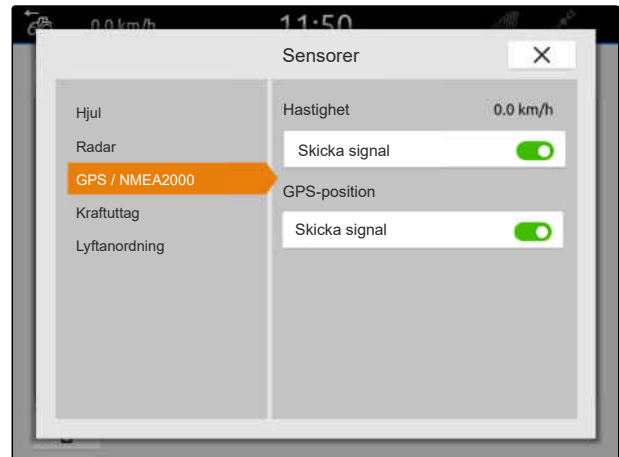 0.0 km/h 11:50
Sensorer
Hjul
Radar
GPS / NMEA2000
Kraftuttag
Lyftanordning
Hastighet 0.0 km/h
Skicka signal
GPS-position
Skicka signal